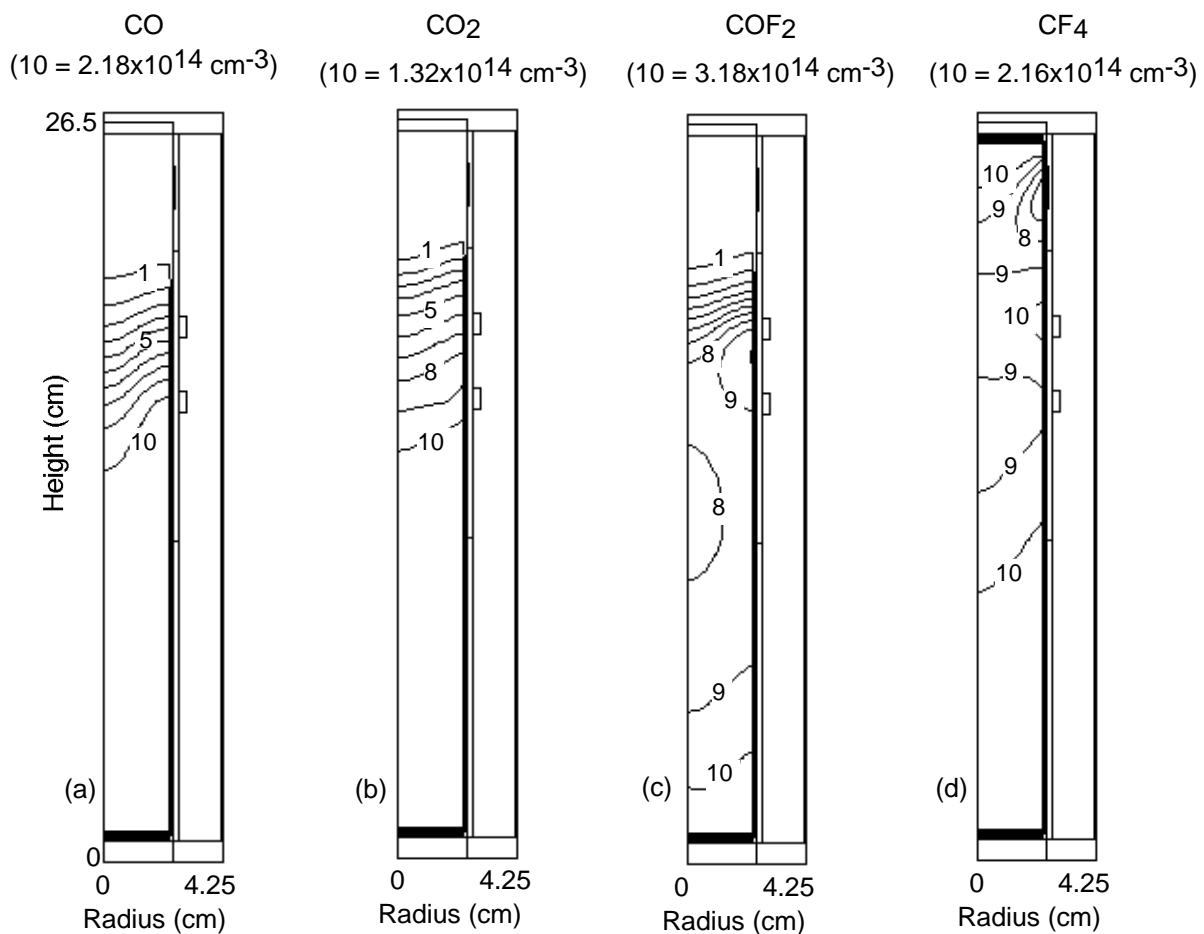 CO
CO2
COF2
CF4
(10 = 2.18x10^14 cm-3)
(10 = 1.32x10^14 cm-3)
(10 = 3.18x10^14 cm-3)
(10 = 2.16x10^14 cm-3)
26.5
Height (cm)
1
5
10
(a)
0
0
4.25
Radius (cm)
1
5
8
10
(b)
0
4.25
Radius (cm)
1
8
9
8
9
10
(c)
0
4.25
Radius (cm)
10
9
8
9
10
9
9
10
(d)
0
4.25
Radius (cm)